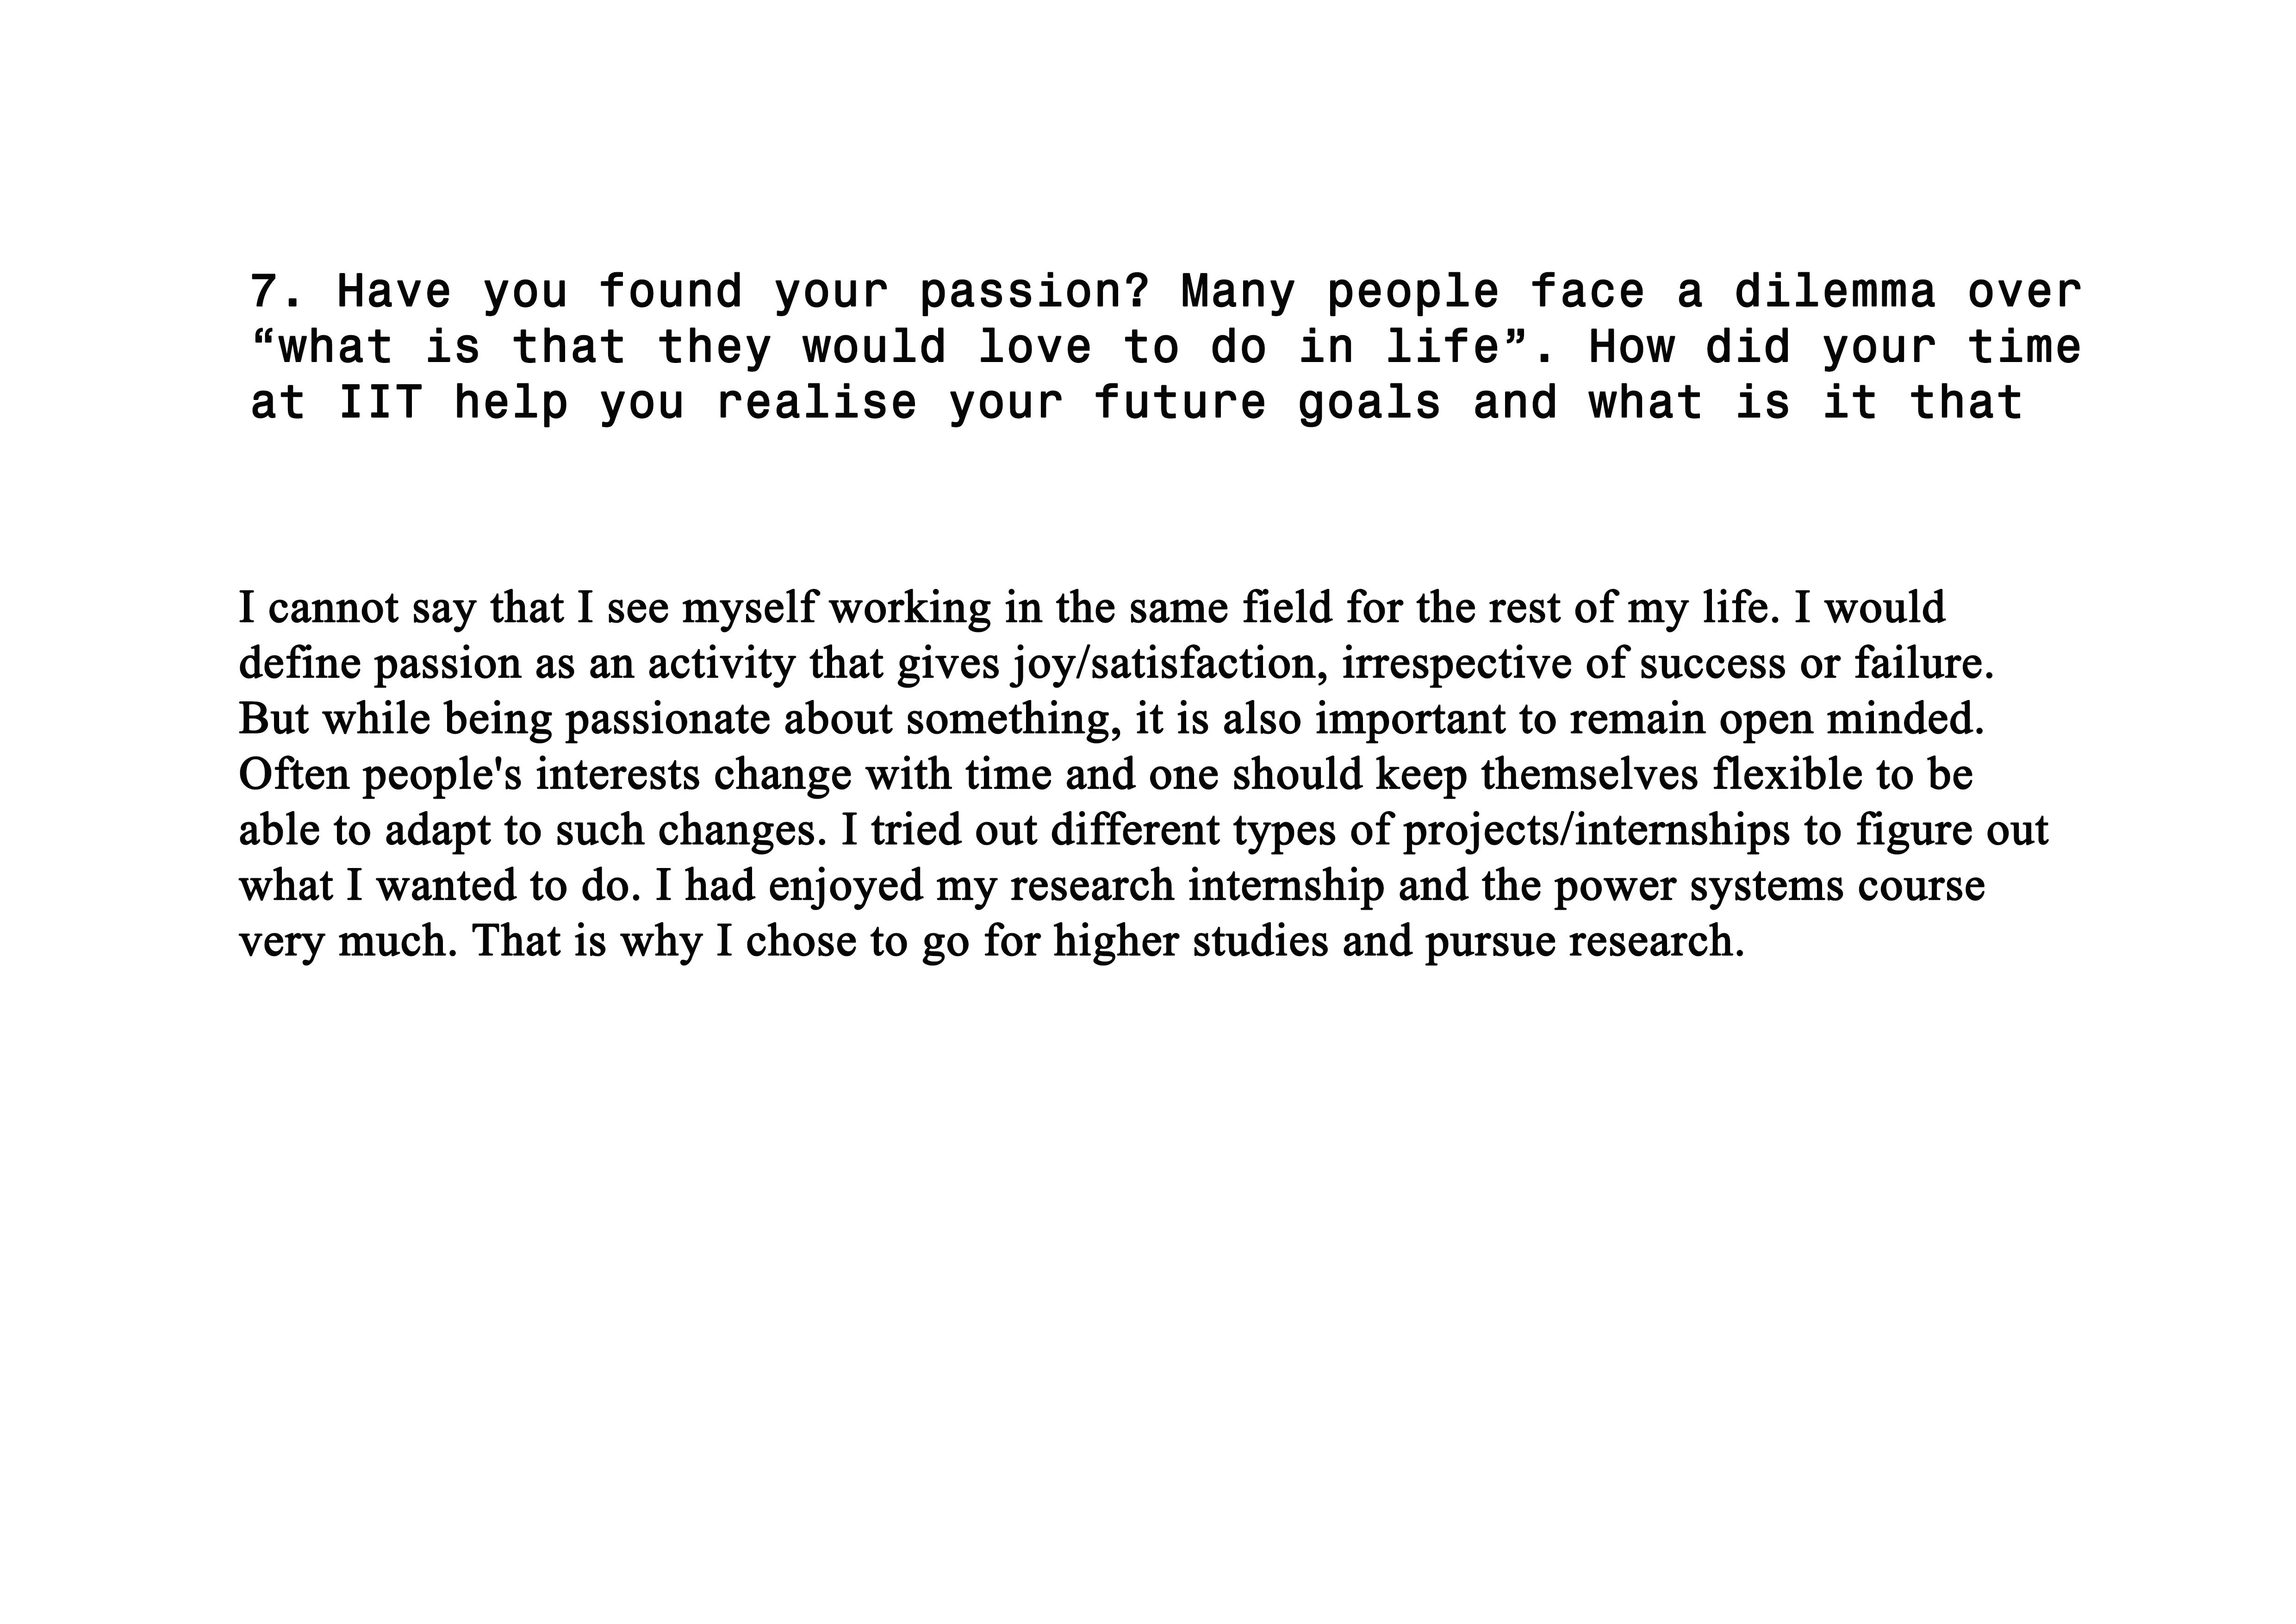 7. Have you found your passion? Many people face a dilemma over
“what is that they would love to do in life”. How did your time
at IIT help you realise your future goals and what is it that
I cannot say that I see myself working in the same field for the rest of my life. I would
define passion as an activity that gives joy/satisfaction, irrespective of success or failure.
But while being passionate about something, it is also important to remain open minded.
Often people's interests change with time and one should keep themselves flexible to be
able to adapt to such changes. I tried out different types of projects/internships to figure out
what I wanted to do. I had enjoyed my research internship and the power systems course
very much. That is why I chose to go for higher studies and pursue research.